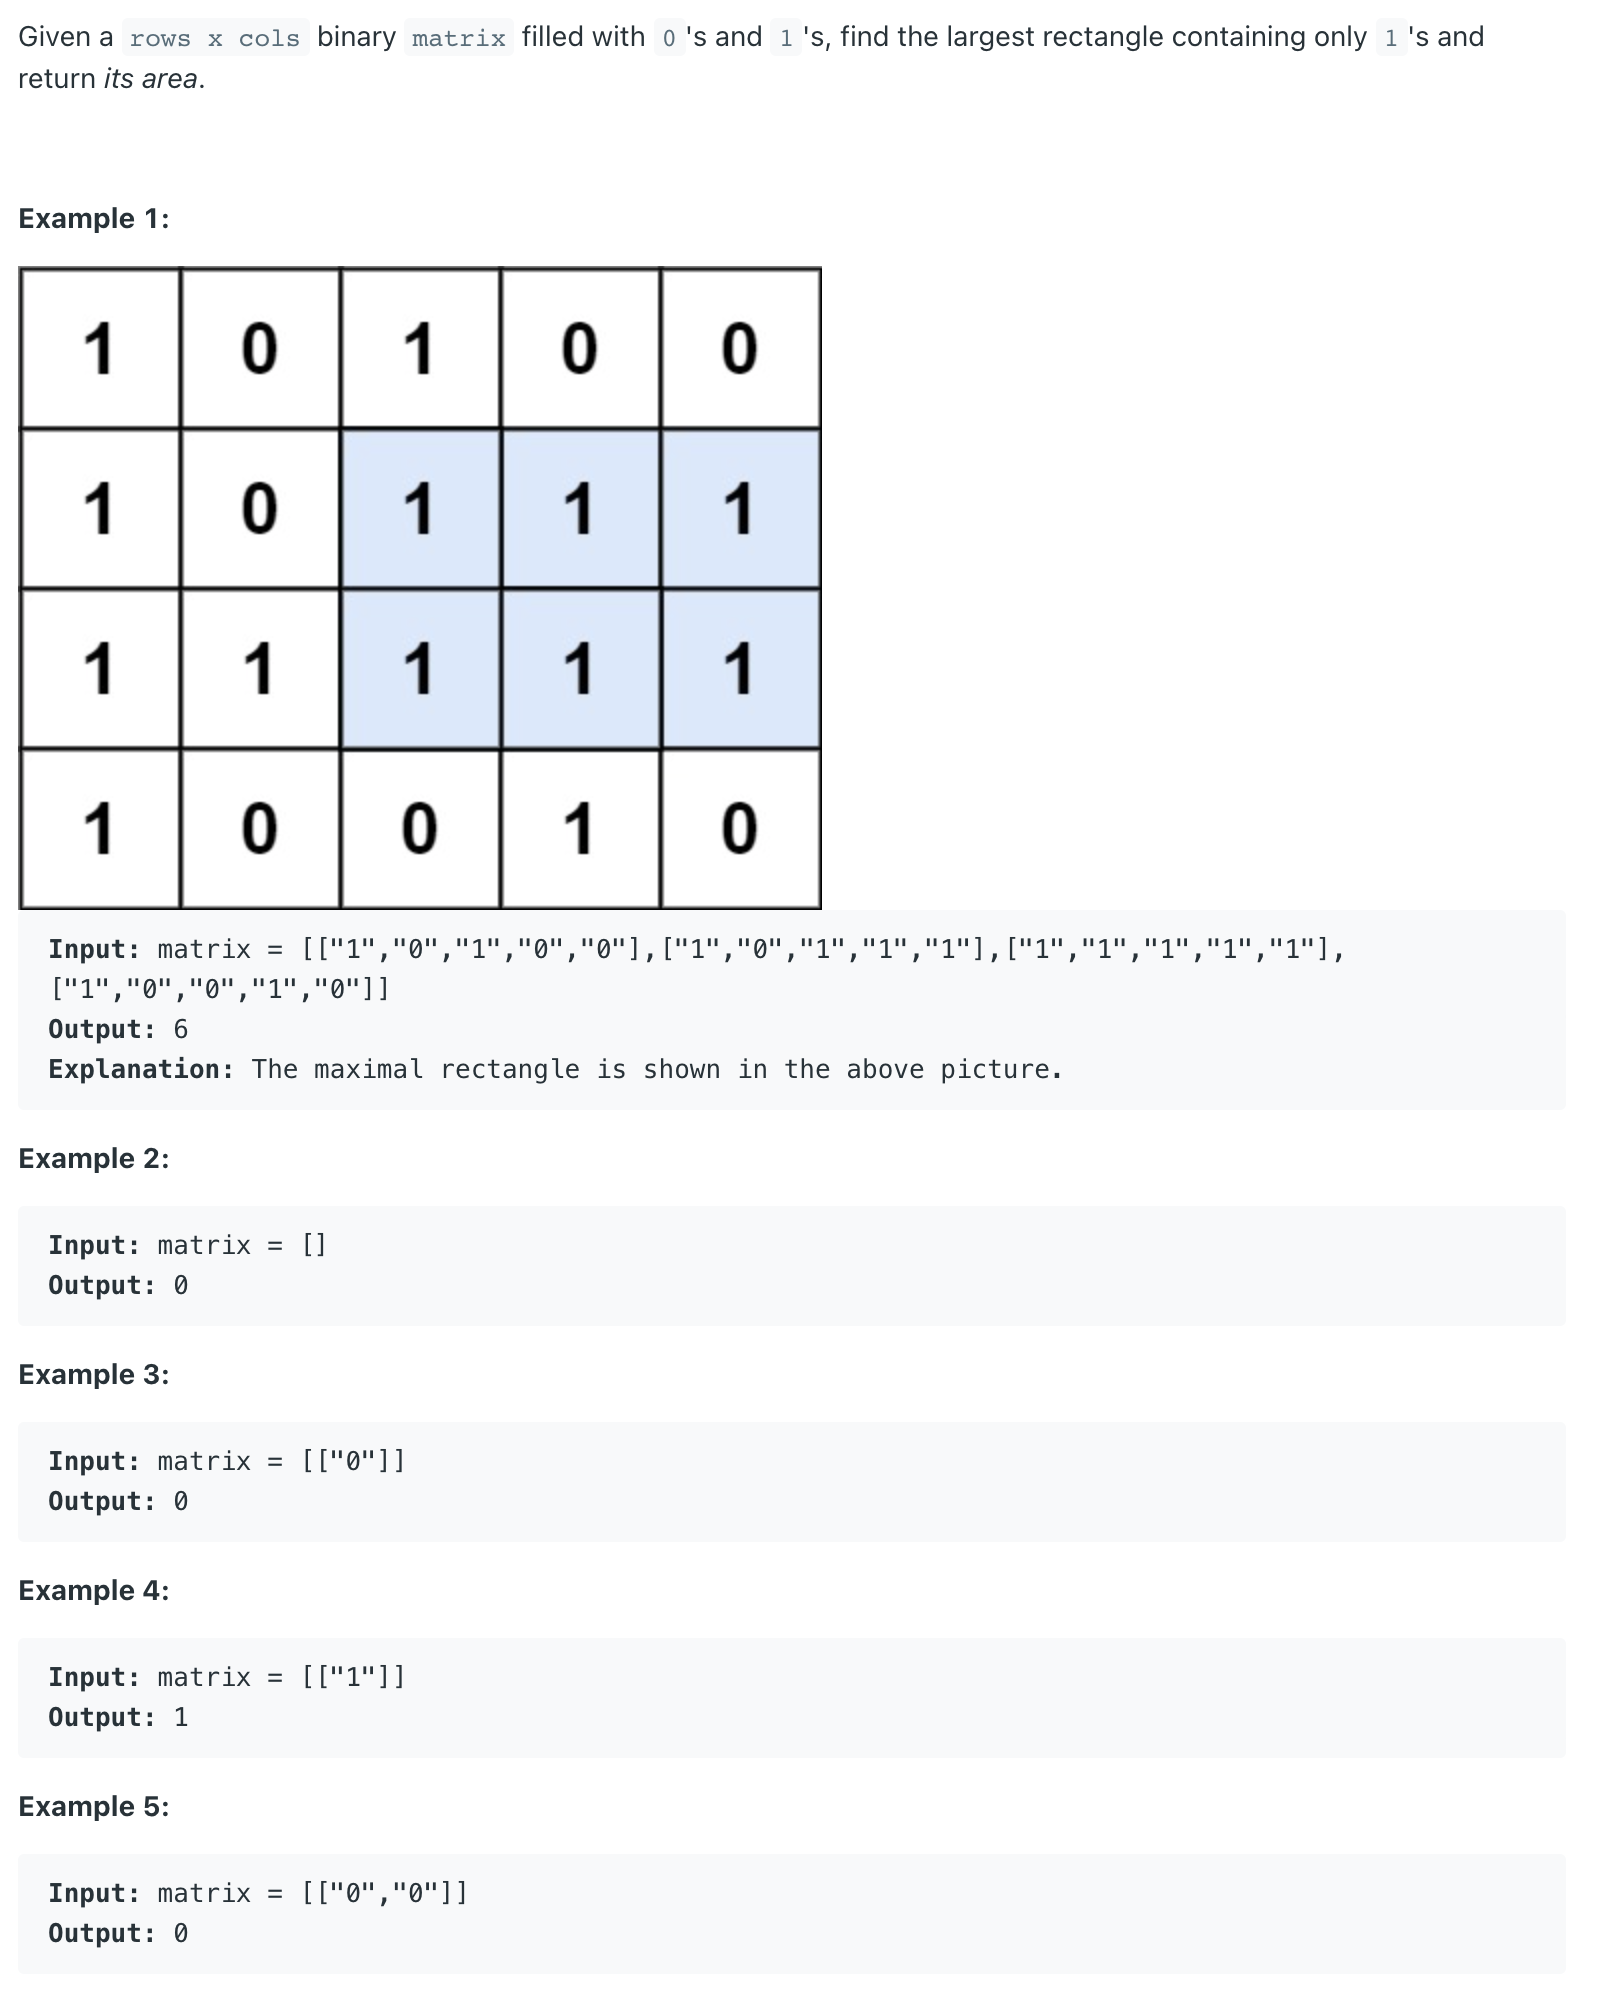 Given a rows x cols binary matrix filled with 0 's and 1 's, find the largest rectangle containing only 1 's and
return its area.
Example 1:
1 0 1 0 0
1 0 1 1 1
1 1 1 1 1
1 0 0 1 0
Input: matrix = [["1","0","1","0","0"],["1","0","1","1","1"],["1","1","1","1","1"],
["1","0","0","1","0"]]
Output: 6
Explanation: The maximal rectangle is shown in the above picture.
Example 2:
Input: matrix = []
Output: 0
Example 3:
Input: matrix = [["0"]]
Output: 0
Example 4:
Input: matrix = [["1"]]
Output: 1
Example 5:
Input: matrix = [["0","0"]]
Output: 0